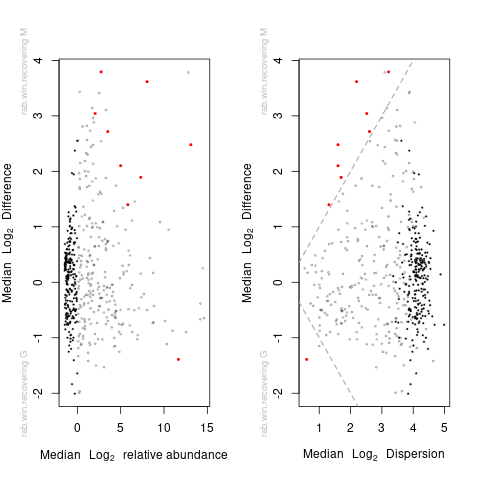 rab.win.recovering M
rab.win.recovering G
Median Log2 Difference
4
3
2
1
0
-1
-2
0 5 10 15
Median Log2 relative abundance
rab.win.recovering M
rab.win.recovering G
Median Log2 Difference
4
3
2
1
0
-1
-2
1 2 3 4 5
Median Log2 Dispersion